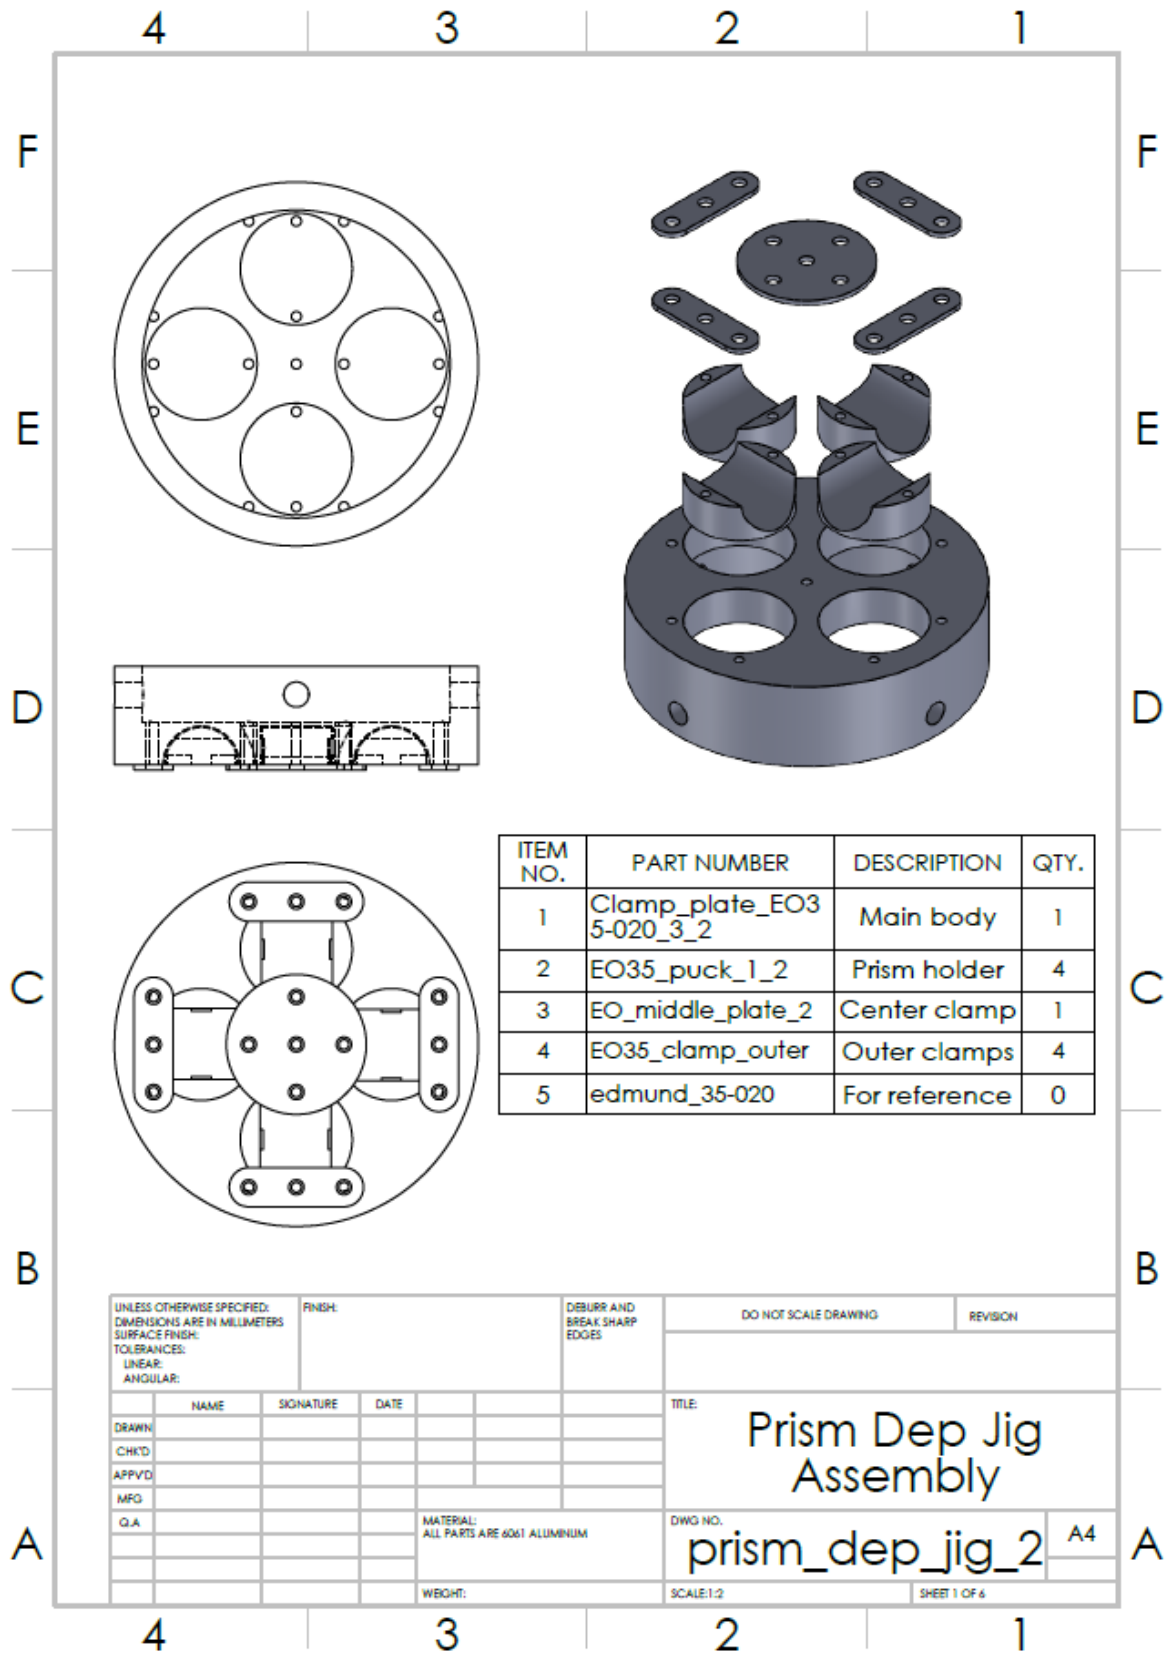 4 3 2 1
F F
E E
D D
C C
B B
A A
ITEM NO. PART NUMBER DESCRIPTION QTY.
1 Clamp_plate_EO3
5-020_3_2 Main body 1
2 EO35_puck_1_2 Prism holder 4
3 EO_middle_plate_2 Center clamp 1
4 EO35_clamp_outer Outer clamps 4
5 edmund_35-020 For reference 0
UNLESS OTHERWISE SPECIFIED:
DIMENSIONS ARE IN MILLIMETERS
SURFACE FINISH:
TOLERANCES:
LINEAR:
ANGULAR:
FINISH:
DEBURR AND
BREAK SHARP
EDGES
DO NOT SCALE DRAWING
REVISION
NAME SIGNATURE DATE
DRAWN
CHK'D
APPV'D
MFG
Q.A
MATERIAL:
ALL PARTS ARE 6061 ALUMINUM
WEIGHT:
TITLE:
Prism Dep Jig
Assembly
DWG NO.
prism_dep_jig_2
A4
SCALE:1:2
SHEET 1 OF 6
4 3 2 1